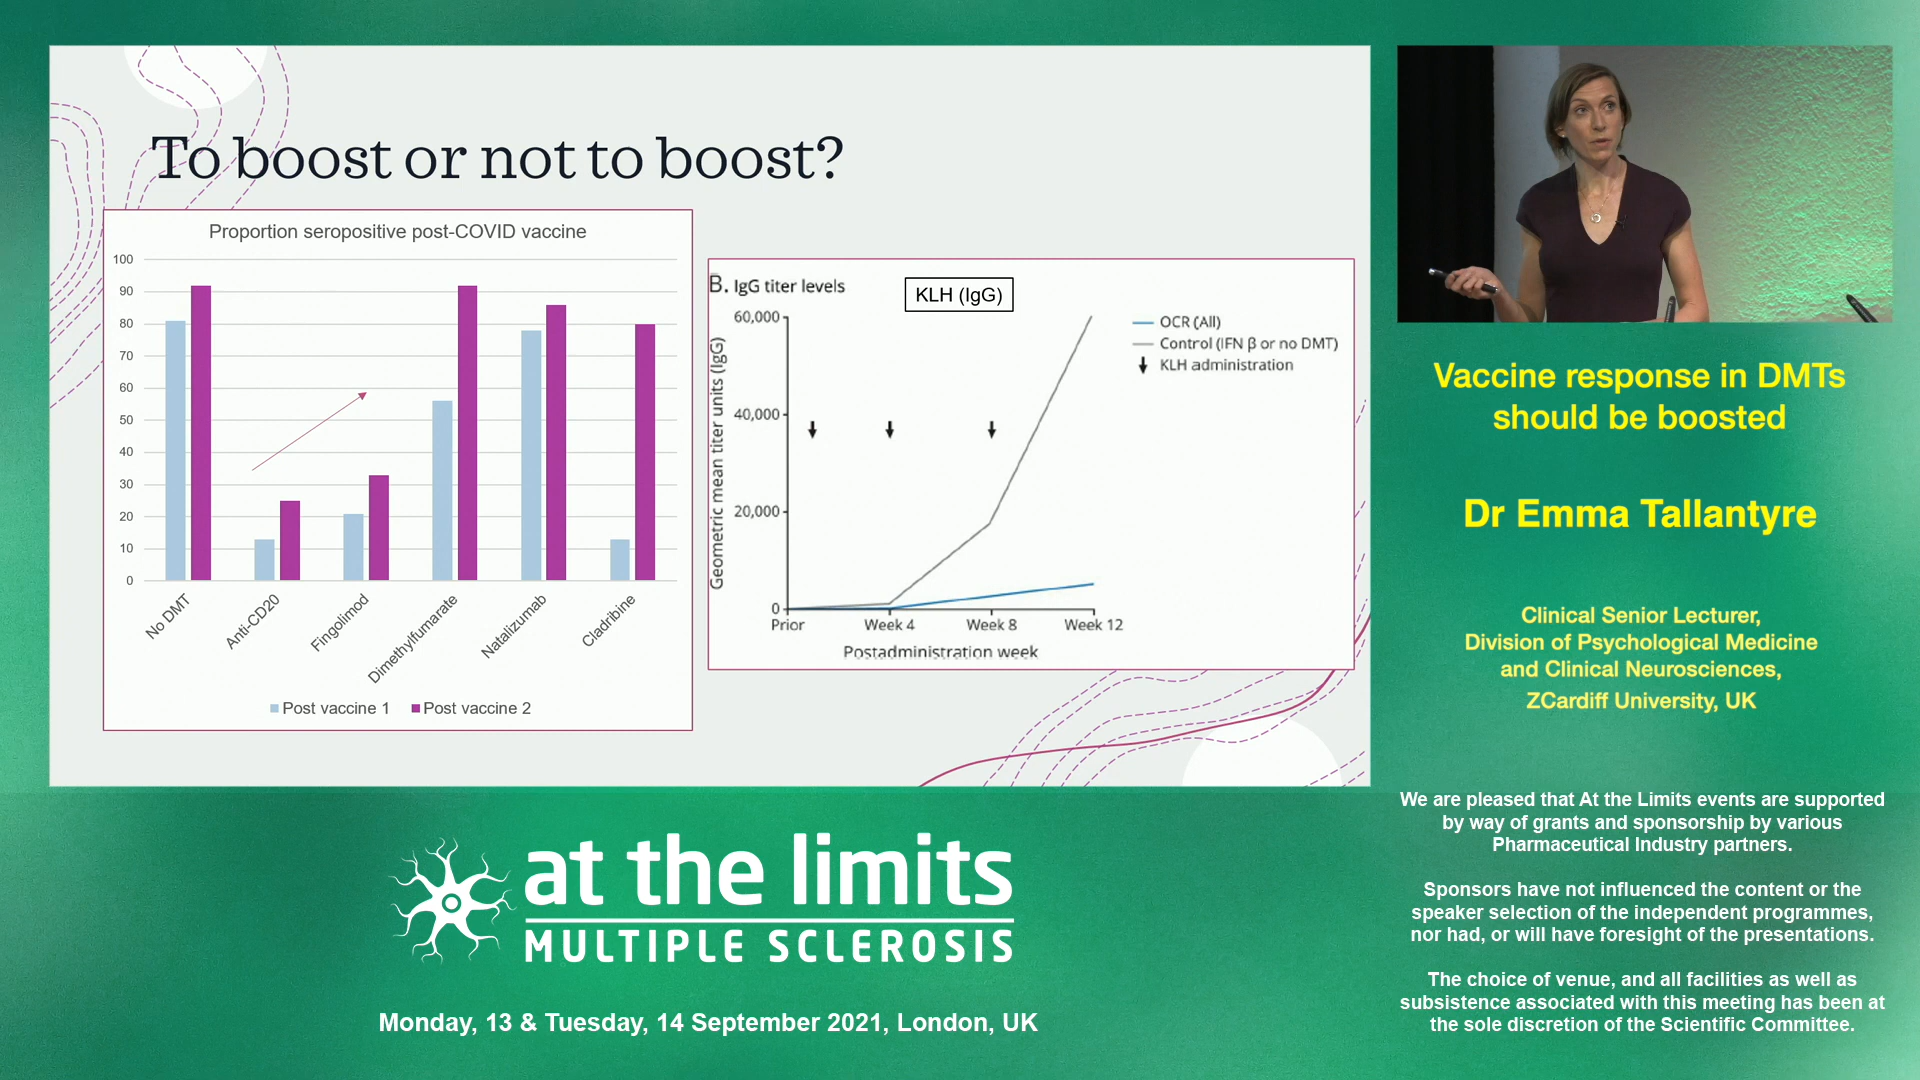 To boost or not to boost?
Proportion seropositive post-COVID vaccine
100
90
80
70
60
50
40
30
20
10
0
No DMT
Anti-CD20
Fingolimod
Dimethylfumarate
Natalizumab
Cladribine
Post vaccine 1 Post vaccine 2
B. IgG titer levels
KLH (IgG)
Geometric mean titer units (IgG)
60,000
40,000
20,000
0
OCR (All)
Control (IFN β or no DMT)
KLH administration
Prior Week 4 Week 8 Week 12
Postadministration week
Vaccine response in DMTs
should be boosted
Dr Emma Tallantyre
Clinical Senior Lecturer,
Division of Psychological Medicine
and Clinical Neurosciences,
ZCardiff University, UK
We are pleased that At the Limits events are supported
by way of grants and sponsorship by various
Pharmaceutical Industry partners.
Sponsors have not influenced the content or the
speaker selection of the independent programmes,
nor had, or will have foresight of the presentations.
The choice of venue, and all facilities as well as
subsistence associated with this meeting has been at
the sole discretion of the Scientific Committee.
at the limits
MULTIPLE SCLEROSIS
Monday, 13 & Tuesday, 14 September 2021, London, UK